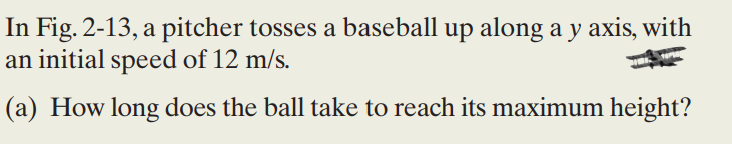 In Fig. 2-13, a pitcher tosses a baseball up along a y axis, with
an initial speed of 12 m/s.
(a) How long does the ball take to reach its maximum height?